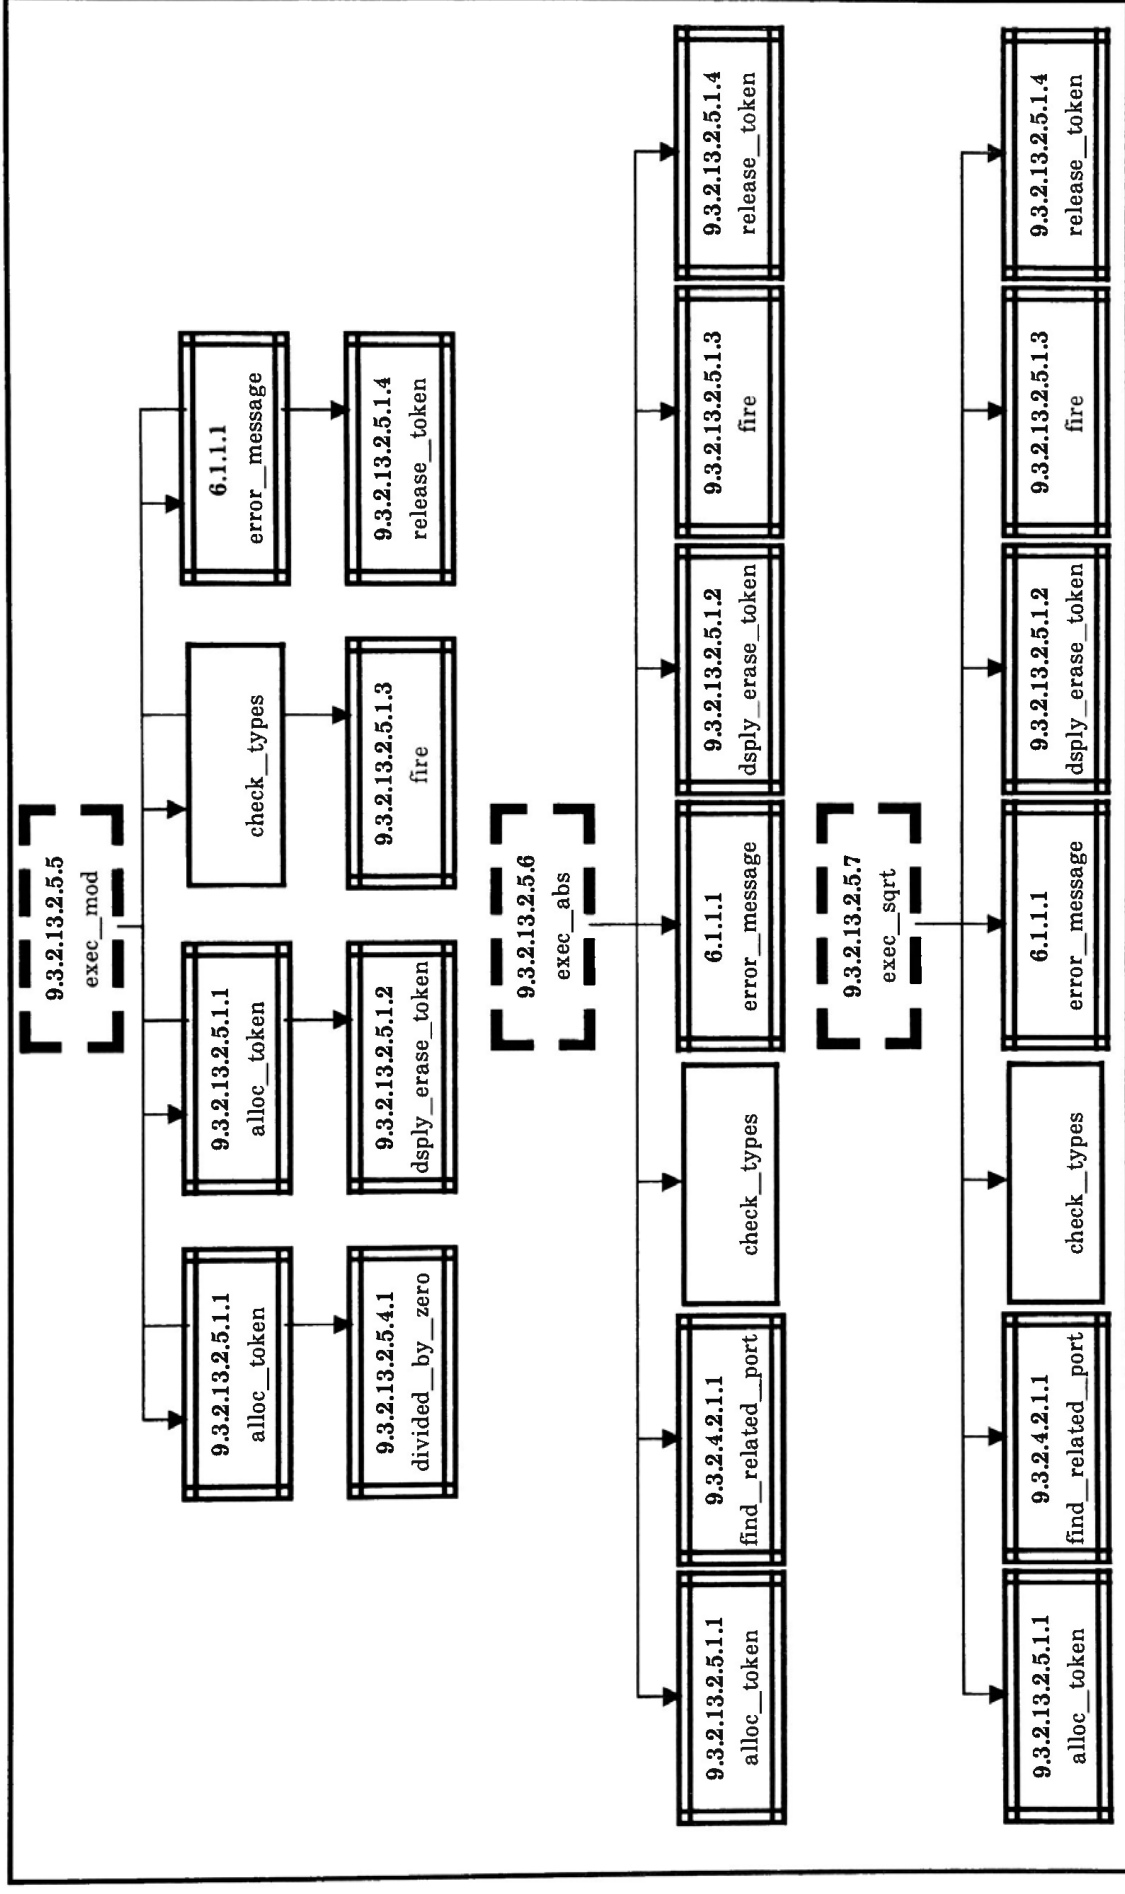 9.3.2.13.2.5.5
exec__mod
9.3.2.13.2.5.1.1
alloc__token
9.3.2.13.2.5.1.1
alloc__token
check__types
6.1.1.1
error__message
9.3.2.13.2.5.4.1
divided__by__zero
9.3.2.13.2.5.1.2
dsply_erase_token
9.3.2.13.2.5.1.3
fire
9.3.2.13.2.5.1.4
release__token
9.3.2.13.2.5.6
exec__abs
9.3.2.13.2.5.1.1
alloc__token
9.3.2.4.2.1.1
find__related__port
check__types
6.1.1.1
error__message
9.3.2.13.2.5.1.2
dsply_erase_token
9.3.2.13.2.5.1.3
fire
9.3.2.13.2.5.1.4
release__token
9.3.2.13.2.5.7
exec__sqrt
9.3.2.13.2.5.1.1
alloc__token
9.3.2.4.2.1.1
find__related__port
check__types
6.1.1.1
error__message
9.3.2.13.2.5.1.2
dsply_erase_token
9.3.2.13.2.5.1.3
fire
9.3.2.13.2.5.1.4
release__token